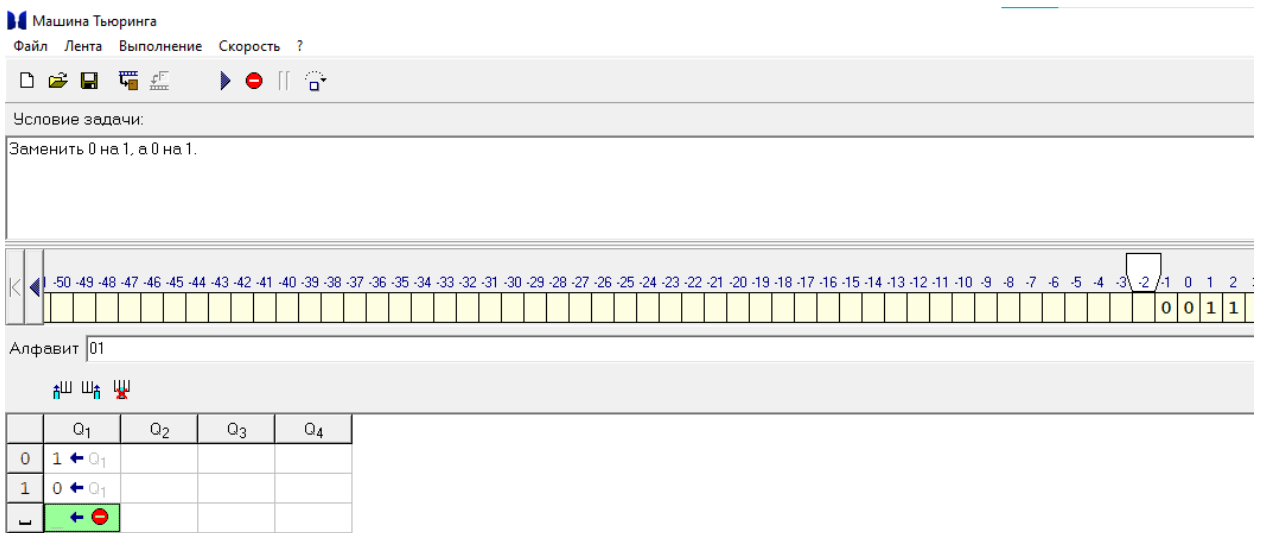 Машина Тьюринга
Файл Лента Выполнение Скорость ?
Условие задачи:
Заменить 0 на 1, а 0 на 1.
-50 -49 -48 -47 -46 -45 -44 -43 -42 -41 -40 -39 -38 -37 -36 -35 -34 -33 -32 -31 -30 -29 -28 -27 -26 -25 -24 -23 -22 -21 -20 -19 -18 -17 -16 -15 -14 -13 -12 -11 -10 -9 -8 -7 -6 -5 -4 -3 -2 -1 0 1 2
0 0 1 1
Алфавит 01
Q1 Q2 Q3 Q4
0 1 ← Q1
1 0 ← Q1
␣ _ ←